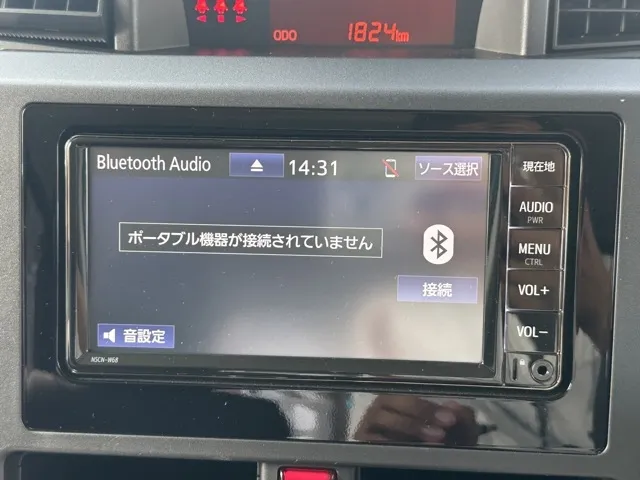 ODO 1824km
Bluetooth Audio 14:31 ソース選択
ポータブル機器が接続されていません
接続
音設定
NSCN-W68
現在地
AUDIO
PWR
MENU
CTRL
VOL+
VOL-